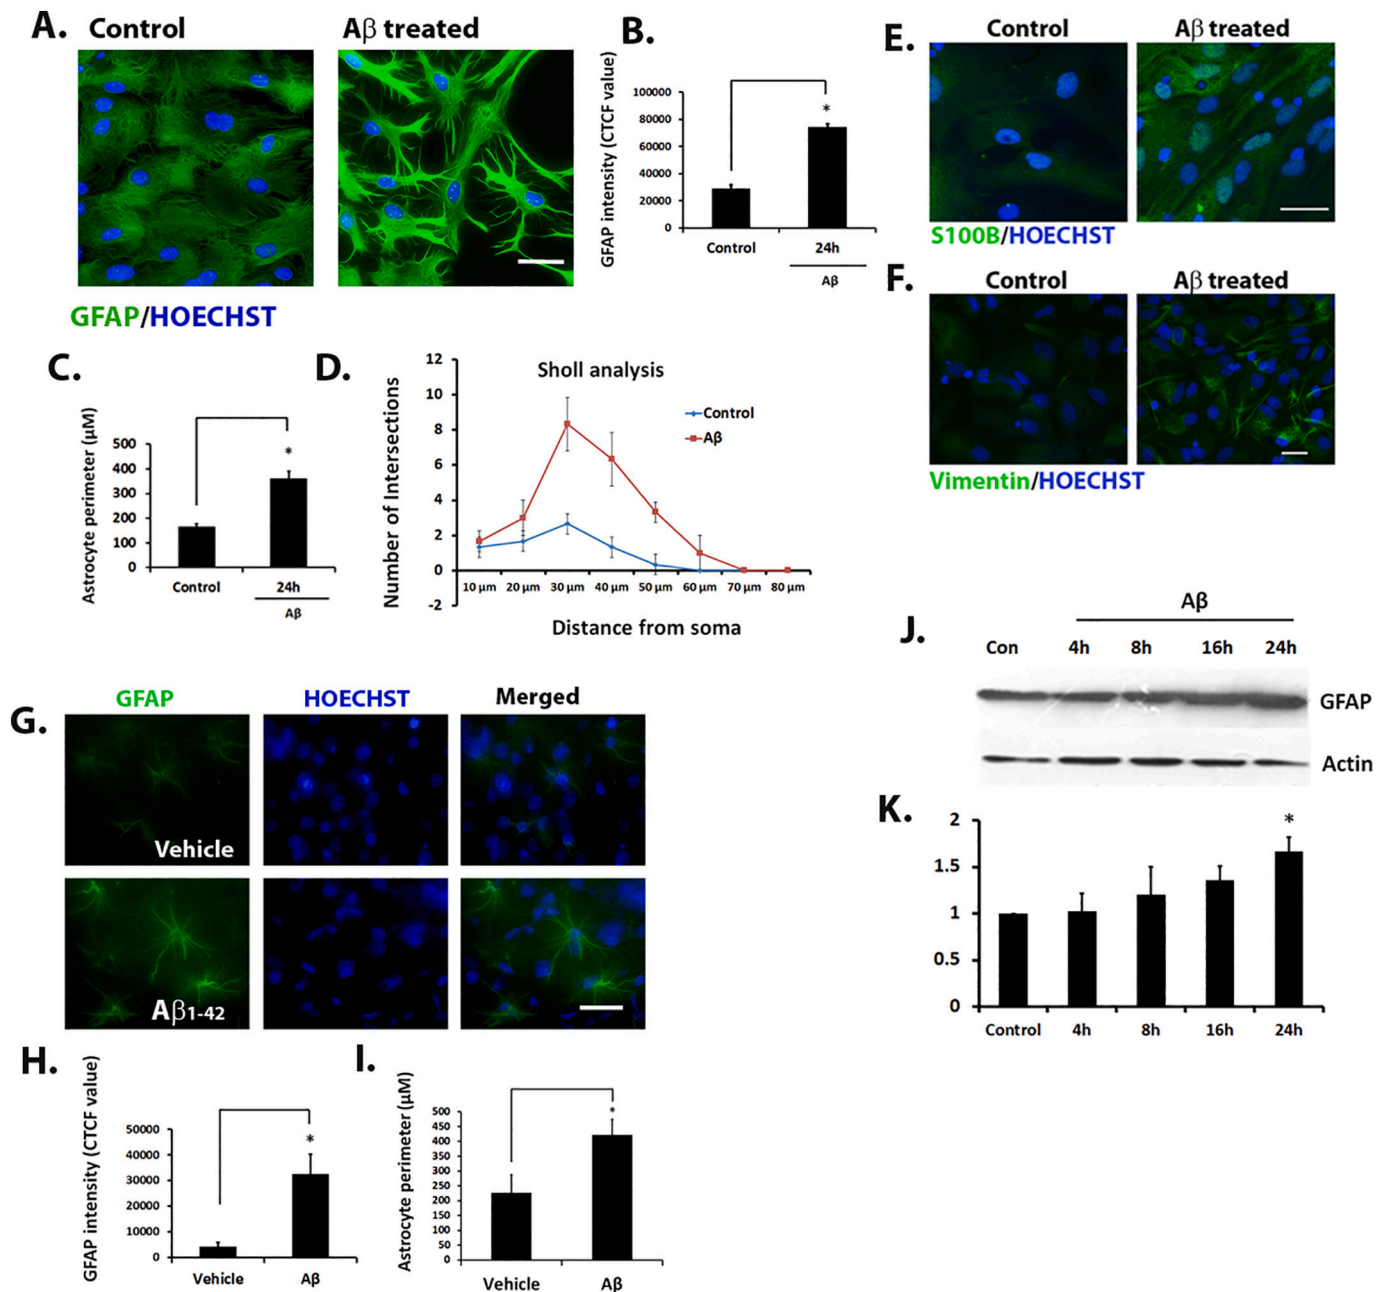 A.
Control
Aβ treated
GFAP/HOECHST
B.
GFAP intensity (CTCF value)
100000
80000
60000
40000
20000
0
*
Control
24h
Aβ
C.
Astrocyte perimeter (µM)
500
400
300
200
100
0
*
Control
24h
Aβ
D.
Number of Intersections
12
10
8
6
4
2
0
-2
Sholl analysis
Control
Aβ
10 µm 20 µm 30 µm 40 µm 50 µm 60 µm 70 µm 80 µm
Distance from soma
E.
Control
Aβ treated
S100B/HOECHST
F.
Control
Aβ treated
Vimentin/HOECHST
G.
GFAP
HOECHST
Merged
Vehicle
Aβ1-42
H.
GFAP intensity (CTCF value)
50000
40000
30000
20000
10000
0
*
Vehicle
Aβ
I.
Astrocyte perimeter (µM)
500
450
400
350
300
250
200
150
100
50
0
*
Vehicle
Aβ
J.
Aβ
Con 4h 8h 16h 24h
GFAP
Actin
K.
2
1.5
1
0.5
0
*
Control 4h 8h 16h 24h